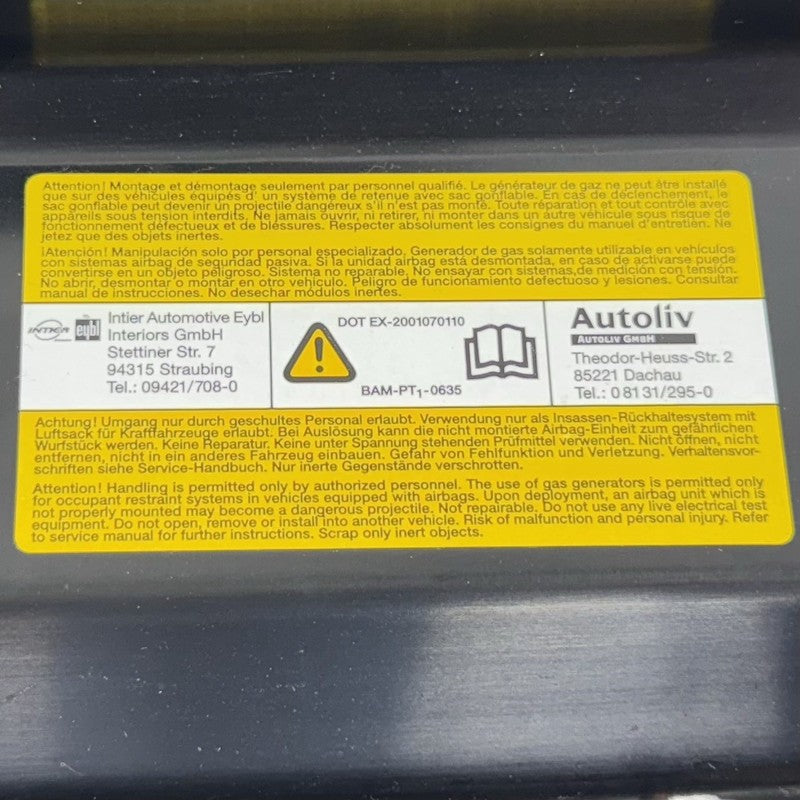 Attention! Montage et démontage seulement par personnel qualifié. Le générateur de gaz ne peut être installé
que sur des véhicules équipés d' un système de retenue avec sac gonflable. En cas de déclenchement, le
sac gonflable peut devenir un projectile dangereux s'il n'est pas monté. Toute réparation et tout contrôle avec
appareils sous tension interdits. Ne jamais ouvrir, ni retirer, ni monter dans un autre véhicule sous risque de
fonctionnement défectueux et de blessures. Respecter absolument les consignes du manuel d'entretien. Ne
jetez que des objets inertes.
¡Atención! Manipulación solo por personal especializado. Generador de gas solamente utilizable en vehículos
con sistemas airbag de seguridad pasiva. Si la unidad airbag está desmontada, en caso de activarse puede
convertirse en un objeto peligroso. Sistema no reparable, No ensayar con sistemas,de medición con tensión.
No abrir, desmontar o montar en otro vehículo. Peligro de funcionamiento defectuoso y lesiones. Consultar
manual de instrucciones. No desechar módulos inertes.
INTIER eybl
Intier Automotive Eybl
Interiors GmbH
Stettiner Str. 7
94315 Straubing
Tel.: 09421/708-0
DOT EX-2001070110
BAM-PT₁-0635
Autoliv
AUTOLIV GMBH
Theodor-Heuss-Str. 2
85221 Dachau
Tel.: 0 81 31/295-0
Achtung! Umgang nur durch geschultes Personal erlaubt. Verwendung nur als Insassen-Rückhaltesystem mit
Luftsack für Kraftfahrzeuge erlaubt. Bei Auslösung kann die nicht montierte Airbag-Einheit zum gefährlichen
Wurfstück werden. Keine Reparatur. Keine unter Spannung stehenden Prüfmittel verwenden. Nicht öffnen, nicht
entfernen, nicht in ein anderes Fahrzeug einbauen. Gefahr von Fehlfunktion und Verletzung. Verhaltensvor-
schriften siehe Service-Handbuch. Nur inerte Gegenstände verschrotten.
Attention! Handling is permitted only by authorized personnel. The use of gas generators is permitted only
for occupant restraint systems in vehicles equipped with airbags. Upon deployment, an airbag unit which is
not properly mounted may become a dangerous projectile. Not repairable. Do not use any live electrical test
equipment. Do not open, remove or install into another vehicle. Risk of malfunction and personal injury. Refer
to service manual for further instructions. Scrap only inert objects.